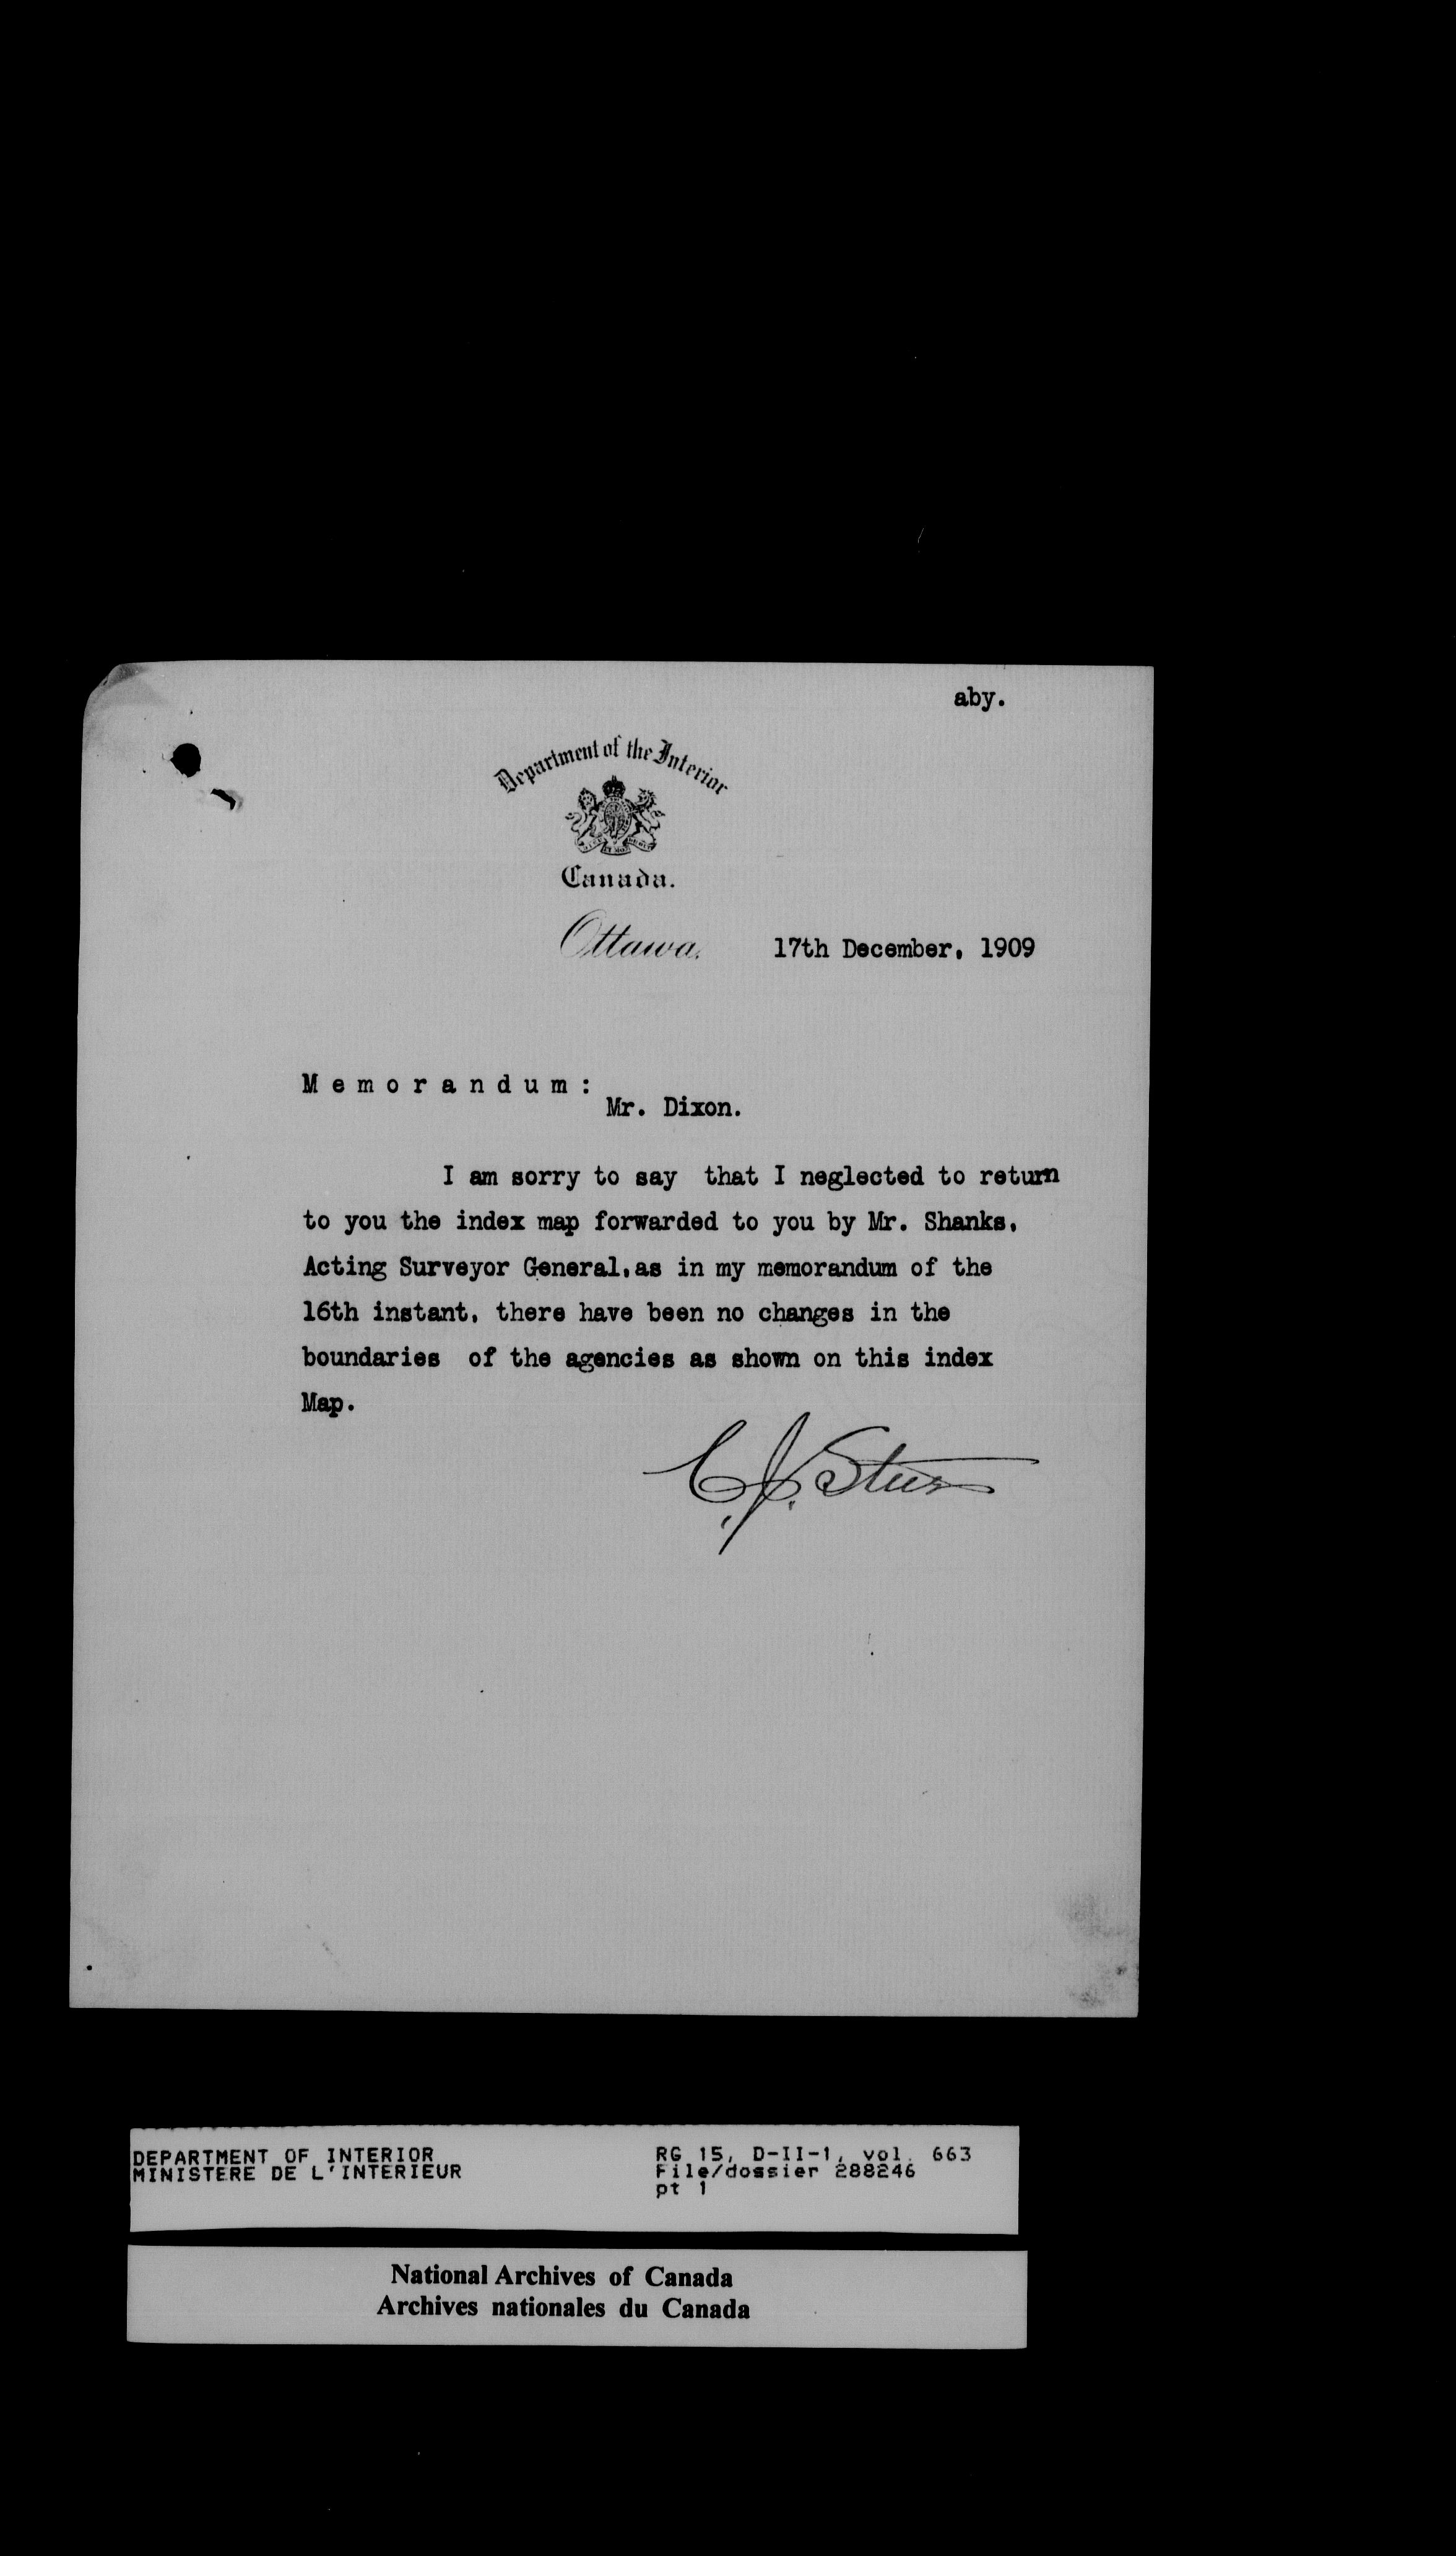 aby.
Department of the Interior
Canada.
Ottawa, 17th December, 1909
Memorandum:
Mr. Dixon.
I am sorry to say that I neglected to return
to you the index map forwarded to you by Mr. Shanks,
Acting Surveyor General,as in my memorandum of the
16th instant, there have been no changes in the
boundaries of the agencies as shown on this index
Map.
C. J. 
DEPARTMENT OF INTERIOR
MINISTERE DE L'INTERIEUR
RG 15, D-II-1, vol. 663
File/dossier 288246
pt 1
National Archives of Canada
Archives nationales du Canada